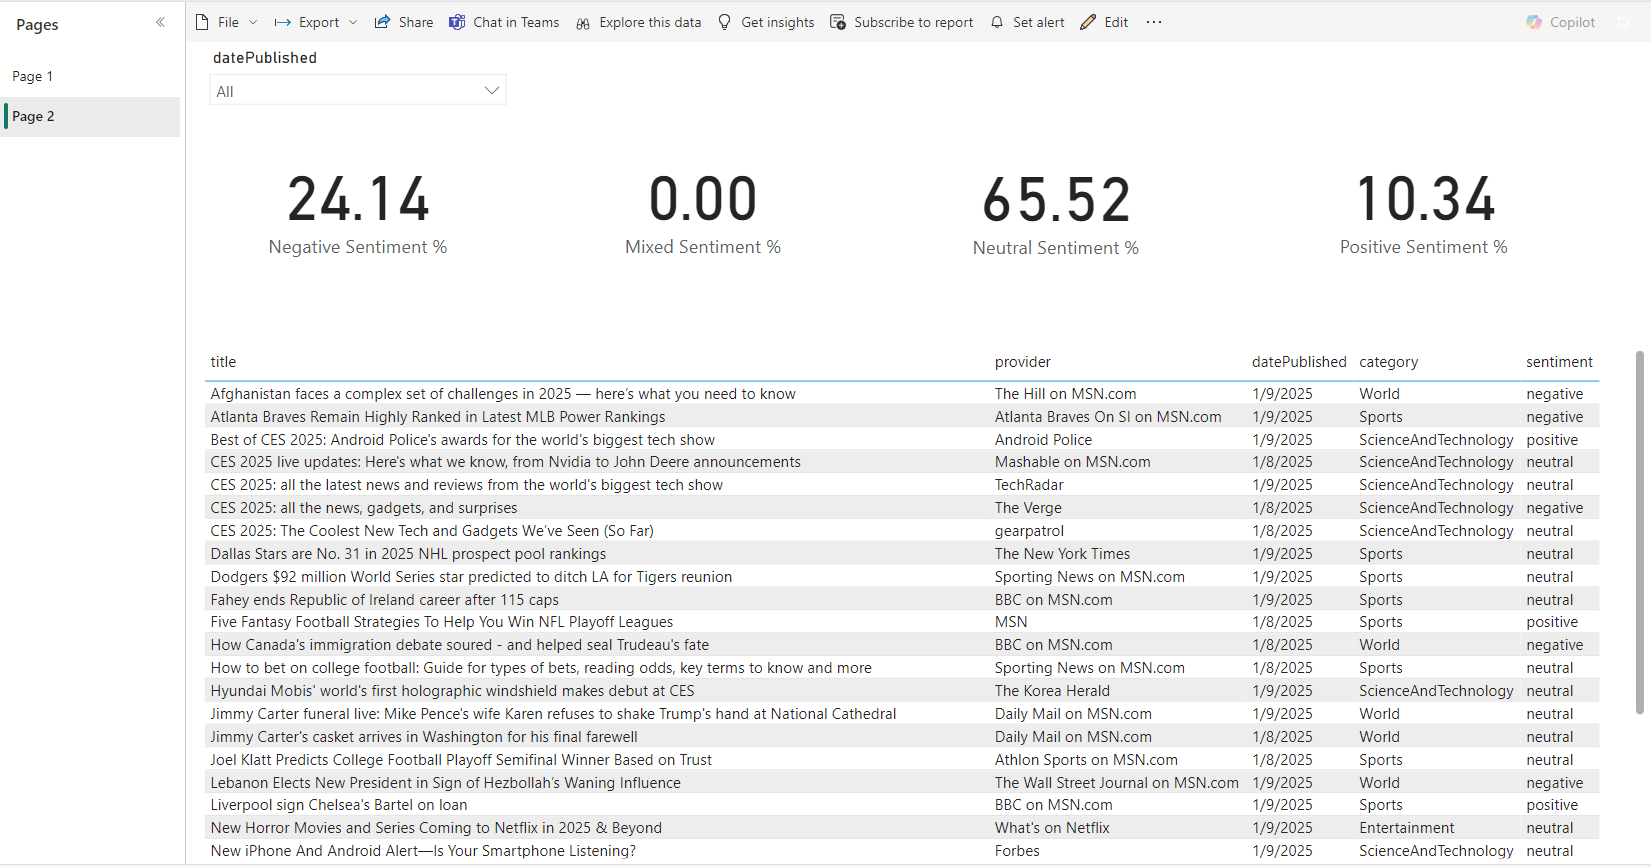 Pages
Page 1
Page 2
File Export Share Chat in Teams Explore this data Get insights Subscribe to report Set alert Edit ... Copilot
datePublished
All
24.14 0.00 65.52 10.34
Negative Sentiment % Mixed Sentiment % Neutral Sentiment % Positive Sentiment %
title provider datePublished category sentiment
Afghanistan faces a complex set of challenges in 2025 — here's what you need to know The Hill on MSN.com 1/9/2025 World negative
Atlanta Braves Remain Highly Ranked in Latest MLB Power Rankings Atlanta Braves On SI on MSN.com 1/9/2025 Sports negative
Best of CES 2025: Android Police's awards for the world's biggest tech show Android Police 1/9/2025 ScienceAndTechnology positive
CES 2025 live updates: Here's what we know, from Nvidia to John Deere announcements Mashable on MSN.com 1/8/2025 ScienceAndTechnology neutral
CES 2025: all the latest news and reviews from the world's biggest tech show TechRadar 1/9/2025 ScienceAndTechnology neutral
CES 2025: all the news, gadgets, and surprises The Verge 1/8/2025 ScienceAndTechnology negative
CES 2025: The Coolest New Tech and Gadgets We've Seen (So Far) gearpatrol 1/8/2025 ScienceAndTechnology neutral
Dallas Stars are No. 31 in 2025 NHL prospect pool rankings The New York Times 1/9/2025 Sports neutral
Dodgers $92 million World Series star predicted to ditch LA for Tigers reunion Sporting News on MSN.com 1/9/2025 Sports neutral
Fahey ends Republic of Ireland career after 115 caps BBC on MSN.com 1/9/2025 Sports neutral
Five Fantasy Football Strategies To Help You Win NFL Playoff Leagues MSN 1/8/2025 Sports positive
How Canada's immigration debate soured - and helped seal Trudeau's fate BBC on MSN.com 1/8/2025 World negative
How to bet on college football: Guide for types of bets, reading odds, key terms to know and more Sporting News on MSN.com 1/8/2025 Sports neutral
Hyundai Mobis' world's first holographic windshield makes debut at CES The Korea Herald 1/9/2025 ScienceAndTechnology neutral
Jimmy Carter funeral live: Mike Pence's wife Karen refuses to shake Trump's hand at National Cathedral Daily Mail on MSN.com 1/9/2025 World neutral
Jimmy Carter's casket arrives in Washington for his final farewell Daily Mail on MSN.com 1/8/2025 World neutral
Joel Klatt Predicts College Football Playoff Semifinal Winner Based on Trust Athlon Sports on MSN.com 1/8/2025 Sports neutral
Lebanon Elects New President in Sign of Hezbollah's Waning Influence The Wall Street Journal on MSN.com 1/9/2025 World negative
Liverpool sign Chelsea's Bartel on loan BBC on MSN.com 1/9/2025 Sports positive
New Horror Movies and Series Coming to Netflix in 2025 & Beyond What's on Netflix 1/9/2025 Entertainment neutral
New iPhone And Android Alert—Is Your Smartphone Listening? Forbes 1/9/2025 ScienceAndTechnology neutral